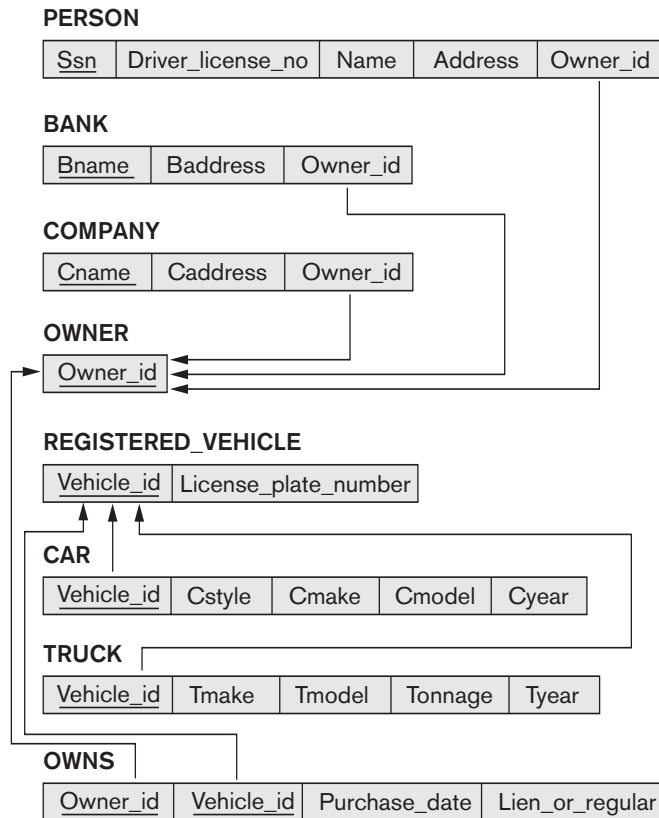 PERSON
Ssn Driver_license_no Name Address Owner_id
BANK
Bname Baddress Owner_id
COMPANY
Cname Caddress Owner_id
OWNER
Owner_id
REGISTERED_VEHICLE
Vehicle_id License_plate_number
CAR
Vehicle_id Cstyle Cmake Cmodel Cyear
TRUCK
Vehicle_id Tmake Tmodel Tonnage Tyear
OWNS
Owner_id Vehicle_id Purchase_date Lien_or_regular